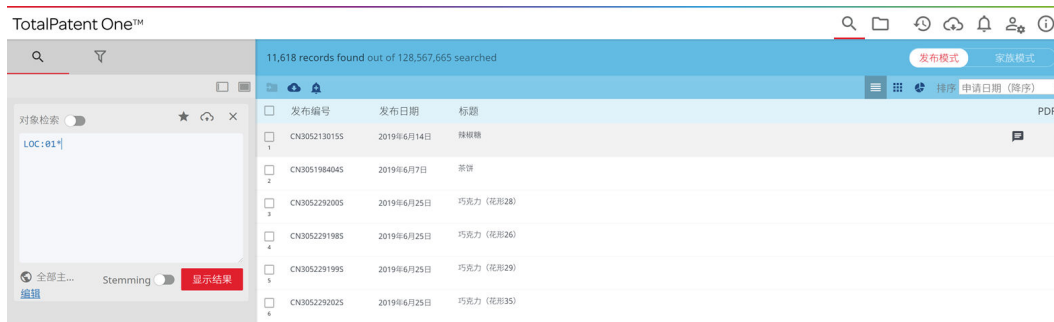 TotalPatent One™
11,618 records found out of 128,567,665 searched
发布模式
家族模式
排序 申请日期（降序）
对象检索
LOC:01*
全部主...
编辑
Stemming
显示结果
发布编号 发布日期 标题 PDF
1 CN305213015S 2019年6月14日 辣椒糖
2 CN305198404S 2019年6月7日 茶饼
3 CN305229200S 2019年6月25日 巧克力（花形28）
4 CN305229198S 2019年6月25日 巧克力（花形26）
5 CN305229199S 2019年6月25日 巧克力（花形29）
6 CN305229202S 2019年6月25日 巧克力（花形35）